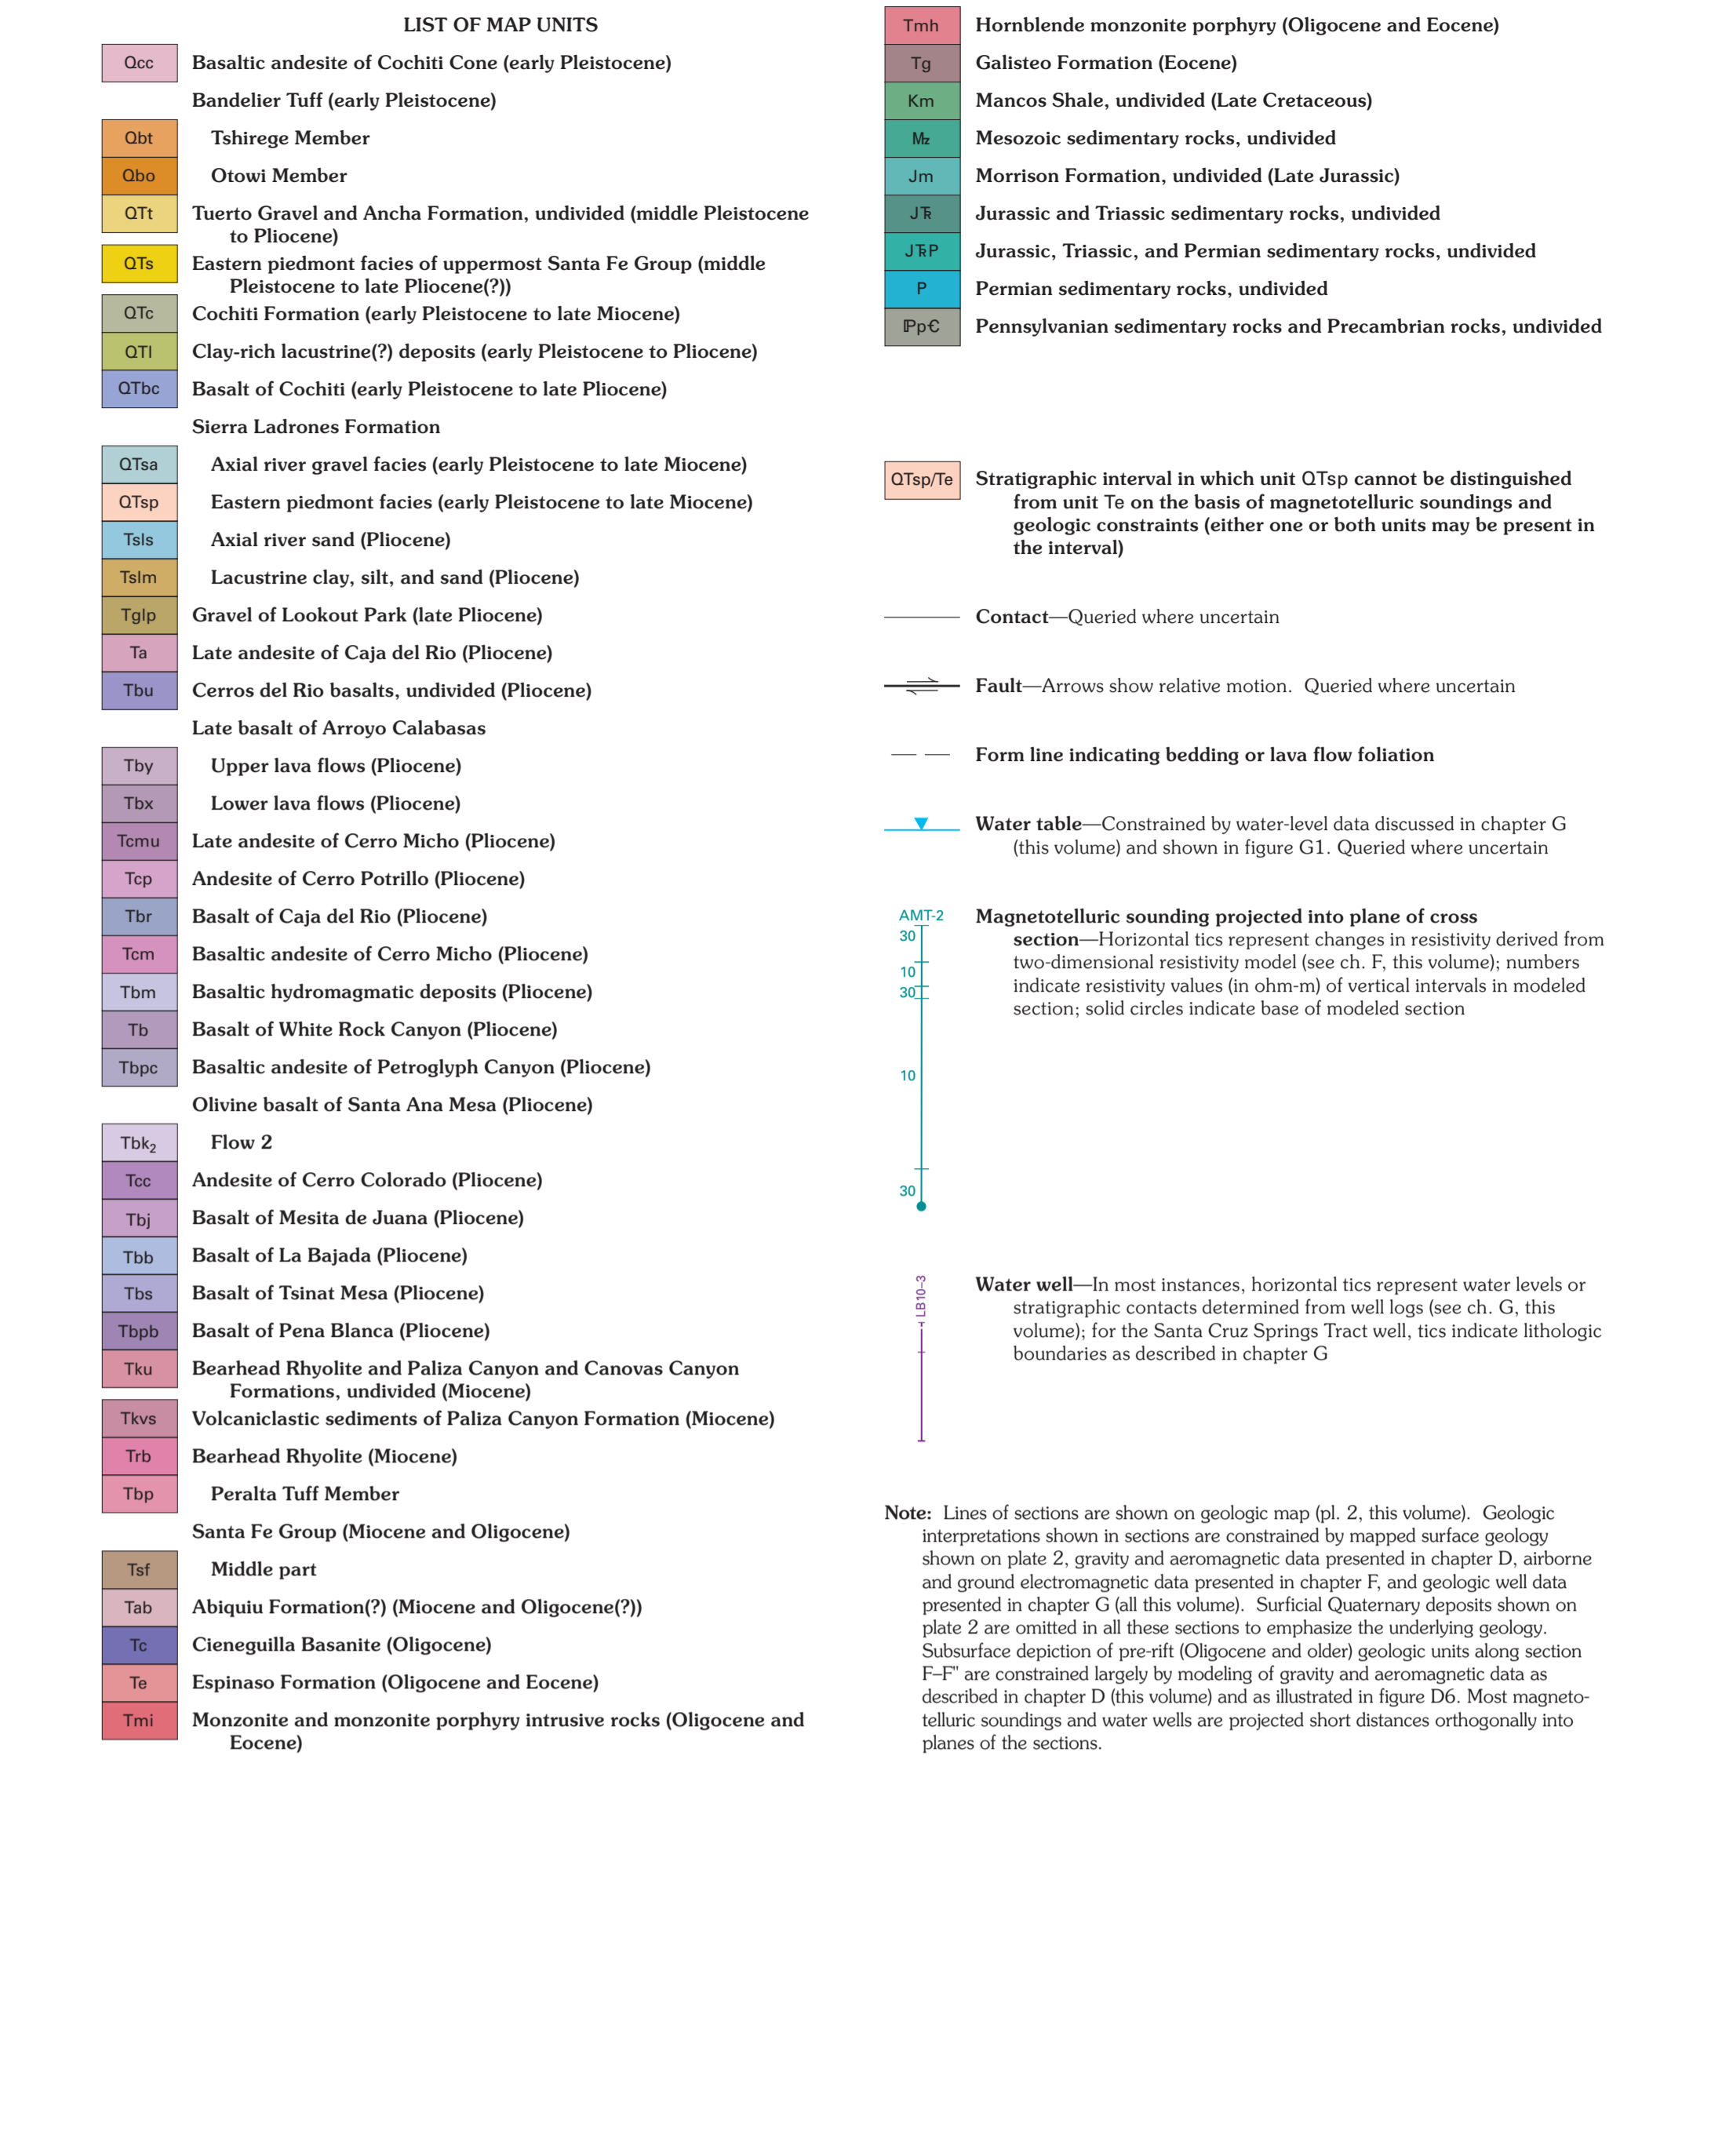 LIST OF MAP UNITS
Qcc Basaltic andesite of Cochiti Cone (early Pleistocene)
Bandelier Tuff (early Pleistocene)
Qbt Tshirege Member
Qbo Otowi Member
QTt Tuerto Gravel and Ancha Formation, undivided (middle Pleistocene
to Pliocene)
QTs Eastern piedmont facies of uppermost Santa Fe Group (middle
Pleistocene to late Pliocene(?))
QTc Cochiti Formation (early Pleistocene to late Miocene)
QTl Clay-rich lacustrine(?) deposits (early Pleistocene to Pliocene)
QTbc Basalt of Cochiti (early Pleistocene to late Pliocene)
Sierra Ladrones Formation
QTsa Axial river gravel facies (early Pleistocene to late Miocene)
QTsp Eastern piedmont facies (early Pleistocene to late Miocene)
Tsls Axial river sand (Pliocene)
Tslm Lacustrine clay, silt, and sand (Pliocene)
Tglp Gravel of Lookout Park (late Pliocene)
Ta Late andesite of Caja del Rio (Pliocene)
Tbu Cerros del Rio basalts, undivided (Pliocene)
Late basalt of Arroyo Calabasas
Tby Upper lava flows (Pliocene)
Tbx Lower lava flows (Pliocene)
Tcmu Late andesite of Cerro Micho (Pliocene)
Tcp Andesite of Cerro Potrillo (Pliocene)
Tbr Basalt of Caja del Rio (Pliocene)
Tcm Basaltic andesite of Cerro Micho (Pliocene)
Tbm Basaltic hydromagmatic deposits (Pliocene)
Tb Basalt of White Rock Canyon (Pliocene)
Tbpc Basaltic andesite of Petroglyph Canyon (Pliocene)
Olivine basalt of Santa Ana Mesa (Pliocene)
Tbk₂ Flow 2
Tcc Andesite of Cerro Colorado (Pliocene)
Tbj Basalt of Mesita de Juana (Pliocene)
Tbb Basalt of La Bajada (Pliocene)
Tbs Basalt of Tsinat Mesa (Pliocene)
Tbpb Basalt of Pena Blanca (Pliocene)
Tku Bearhead Rhyolite and Paliza Canyon and Canovas Canyon
Formations, undivided (Miocene)
Tkvs Volcaniclastic sediments of Paliza Canyon Formation (Miocene)
Trb Bearhead Rhyolite (Miocene)
Tbp Peralta Tuff Member
Santa Fe Group (Miocene and Oligocene)
Tsf Middle part
Tab Abiquiu Formation(?) (Miocene and Oligocene(?))
Tc Cieneguilla Basanite (Oligocene)
Te Espinaso Formation (Oligocene and Eocene)
Tmi Monzonite and monzonite porphyry intrusive rocks (Oligocene and
Eocene)
Tmh Hornblende monzonite porphyry (Oligocene and Eocene)
Tg Galisteo Formation (Eocene)
Km Mancos Shale, undivided (Late Cretaceous)
Mz Mesozoic sedimentary rocks, undivided
Jm Morrison Formation, undivided (Late Jurassic)
JTR Jurassic and Triassic sedimentary rocks, undivided
JTRP Jurassic, Triassic, and Permian sedimentary rocks, undivided
P Permian sedimentary rocks, undivided
ℙp€ Pennsylvanian sedimentary rocks and Precambrian rocks, undivided
QTsp/Te Stratigraphic interval in which unit QTsp cannot be distinguished
from unit Te on the basis of magnetotelluric soundings and
geologic constraints (either one or both units may be present in
the interval)
Contact—Queried where uncertain
Fault—Arrows show relative motion. Queried where uncertain
Form line indicating bedding or lava flow foliation
Water table—Constrained by water-level data discussed in chapter G
(this volume) and shown in figure G1. Queried where uncertain
AMT-2
30
10
30
10
30
Magnetotelluric sounding projected into plane of cross
section—Horizontal tics represent changes in resistivity derived from
two-dimensional resistivity model (see ch. F, this volume); numbers
indicate resistivity values (in ohm-m) of vertical intervals in modeled
section; solid circles indicate base of modeled section
LB10–3
Water well—In most instances, horizontal tics represent water levels or
stratigraphic contacts determined from well logs (see ch. G, this
volume); for the Santa Cruz Springs Tract well, tics indicate lithologic
boundaries as described in chapter G
Note: Lines of sections are shown on geologic map (pl. 2, this volume). Geologic
interpretations shown in sections are constrained by mapped surface geology
shown on plate 2, gravity and aeromagnetic data presented in chapter D, airborne
and ground electromagnetic data presented in chapter F, and geologic well data
presented in chapter G (all this volume). Surficial Quaternary deposits shown on
plate 2 are omitted in all these sections to emphasize the underlying geology.
Subsurface depiction of pre-rift (Oligocene and older) geologic units along section
F–F" are constrained largely by modeling of gravity and aeromagnetic data as
described in chapter D (this volume) and as illustrated in figure D6. Most magneto-
telluric soundings and water wells are projected short distances orthogonally into
planes of the sections.